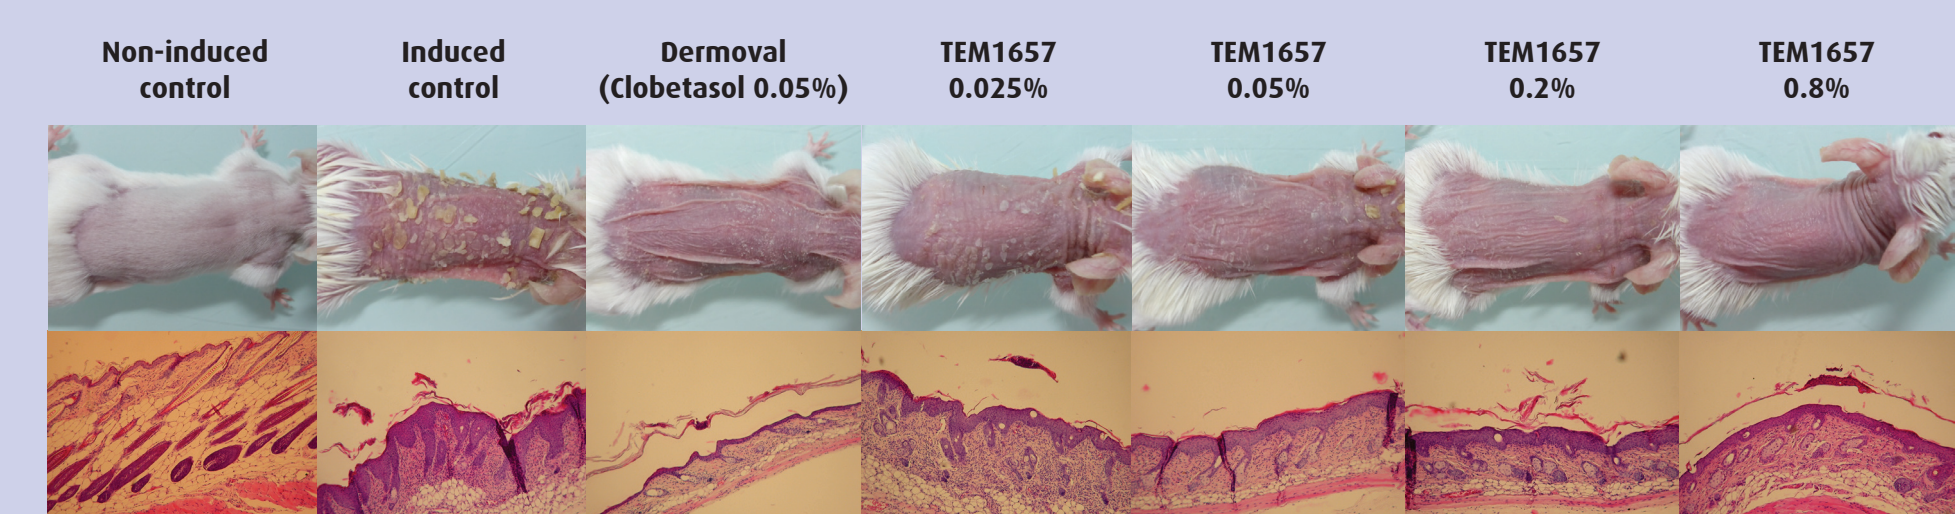 Non-induced
control
Induced
control
Dermoval
(Clobetasol 0.05%)
TEM1657
0.025%
TEM1657
0.05%
TEM1657
0.2%
TEM1657
0.8%